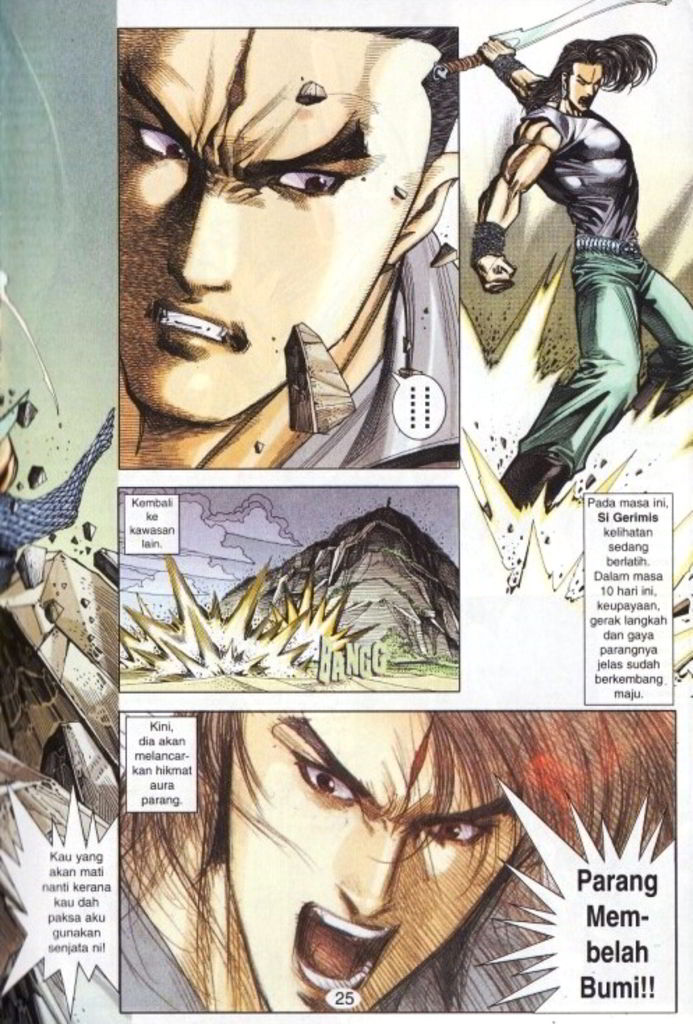 ......
Kembali
ke
kawasan
lain.
BANGG
Pada masa ini,
Si Gerimis
kelihatan
sedang
berlatih.
Dalam masa
10 hari ini,
keupayaan,
gerak langkah
dan gaya
parangnya
jelas sudah
berkembang
maju.
Kini,
dia akan
melancar-
kan hikmat
aura
parang.
Kau yang
akan mati
nanti kerana
kau dah
paksa aku
gunakan
senjata ni!
Parang
Mem-
belah
Bumi!!
25